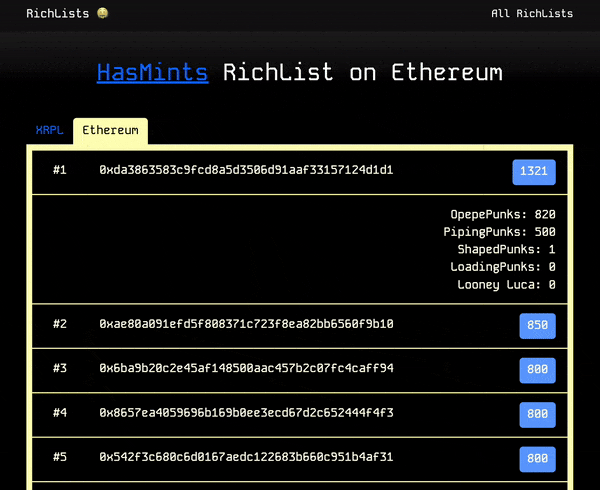 RichLists 🤑 All RichLists
HasMints RichList on Ethereum
XRPL Ethereum
#1 0xda3863583c9fcd8a5d3506d91aaf33157124d1d1 1321
OpepePunks: 820
PipingPunks: 500
ShapedPunks: 1
LoadingPunks: 0
Looney Luca: 0
#2 0xae80a091efd5f808371c723f8ea82bb6560f9b10 850
#3 0x6ba9b20c2e45af148500aac457b2c07fc4caff94 800
#4 0x8657ea4059696b169b0ee3ecd67d2c652444f4f3 800
#5 0x542f3c680c6d0167aedc122683b660c951b4af31 800